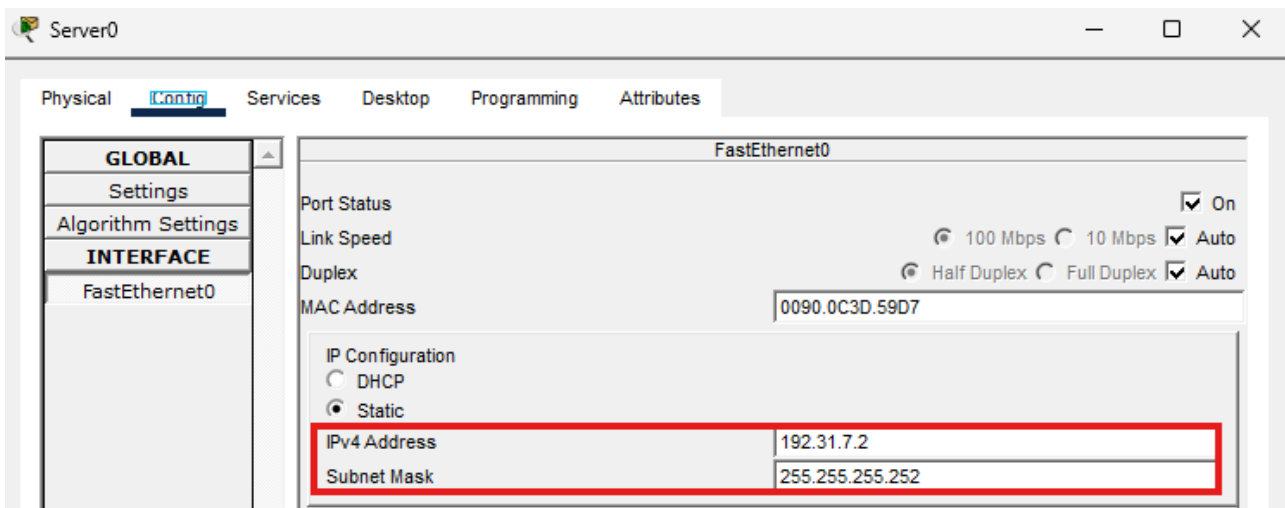 Server0
Physical Config Services Desktop Programming Attributes
GLOBAL
Settings
Algorithm Settings
INTERFACE
FastEthernet0
FastEthernet0
Port Status On
Link Speed 100 Mbps 10 Mbps Auto
Duplex Half Duplex Full Duplex Auto
MAC Address 0090.0C3D.59D7
IP Configuration
DHCP
Static
IPv4 Address 192.31.7.2
Subnet Mask 255.255.255.252